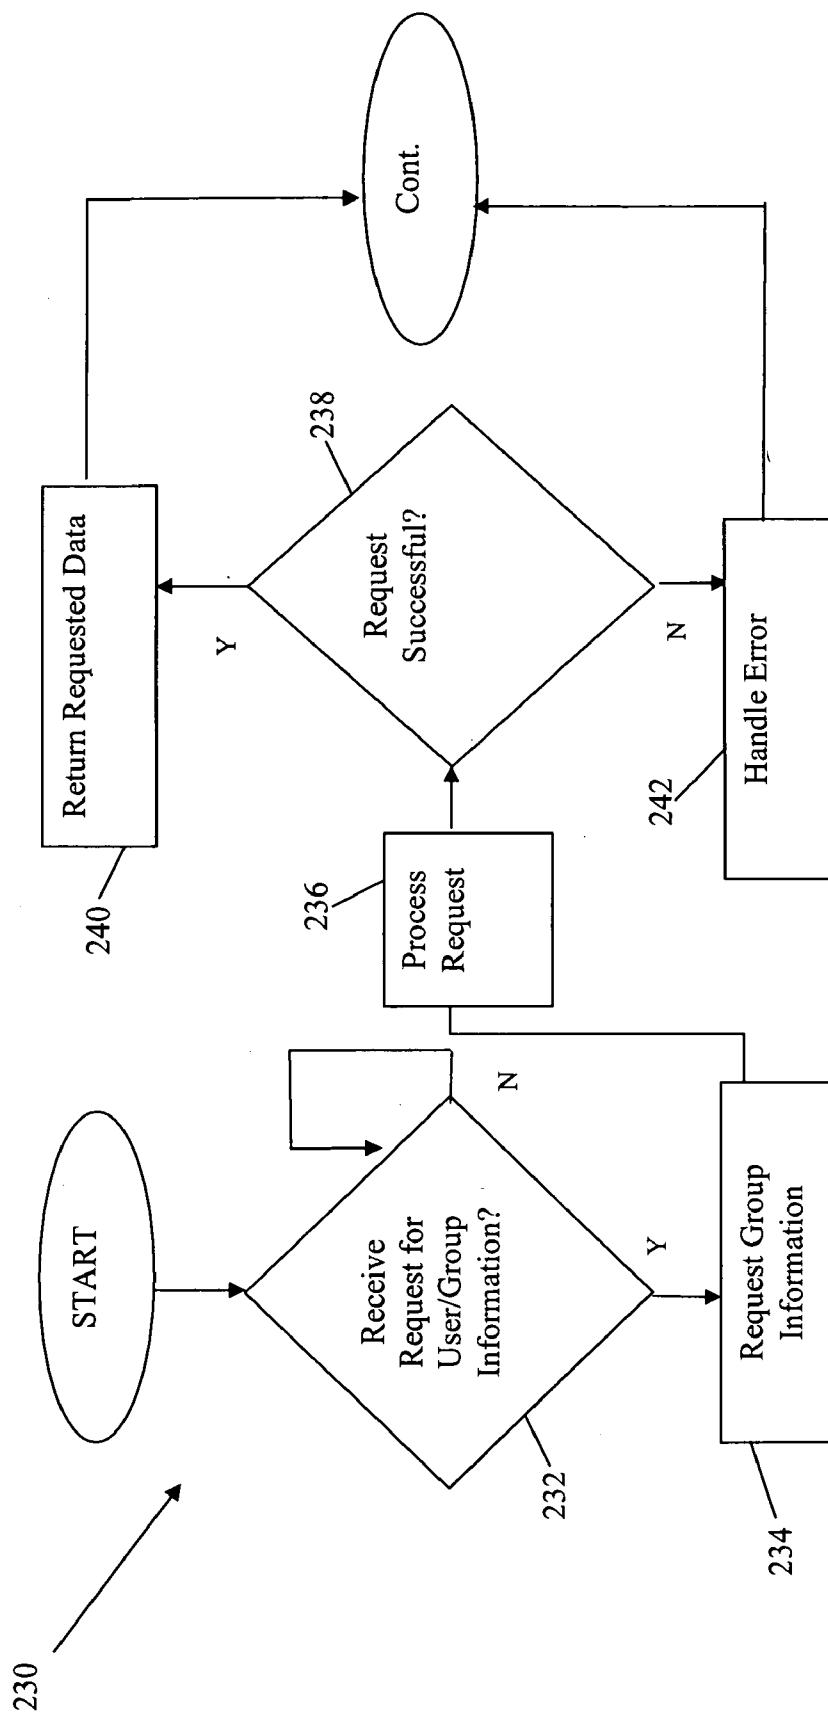 230
START
Receive
Request for
User/Group
Information?
232
N
Y
Request Group
Information
234
Process
Request
236
Request
Successful?
238
Y
N
Return Requested Data
240
Handle Error
242
Cont.